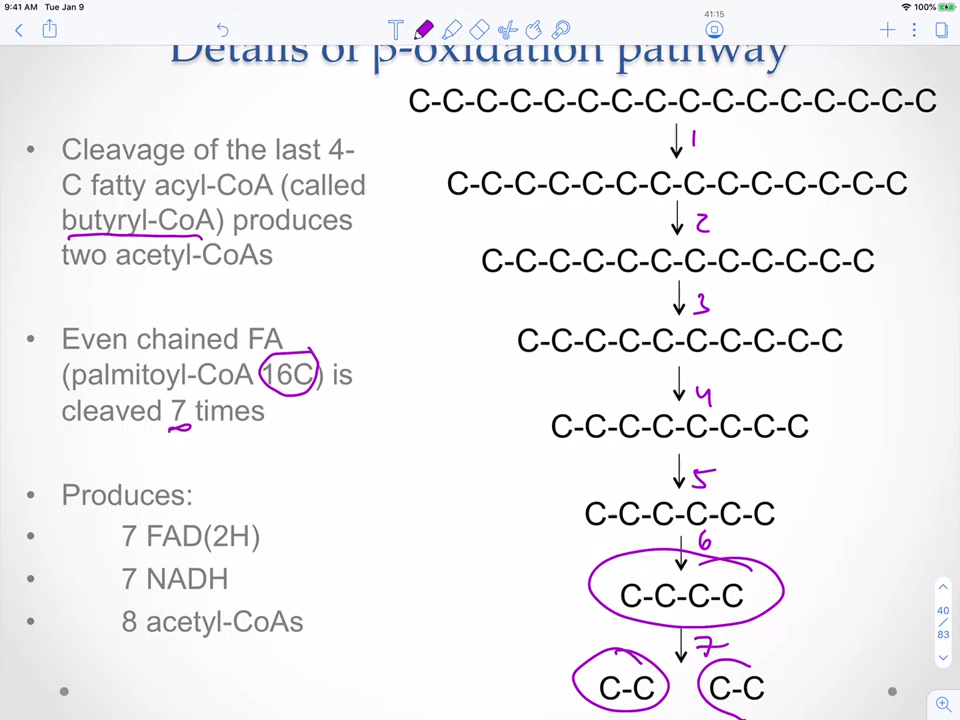 9:41 AM Tue Jan 9
100%
41:15
Details of β-oxidation pathway
• Cleavage of the last 4-
C fatty acyl-CoA (called
butyryl-CoA) produces
two acetyl-CoAs
• Even chained FA
(palmitoyl-CoA 16C) is
cleaved 7 times
• Produces:
• 7 FAD(2H)
• 7 NADH
• 8 acetyl-CoAs
C-C-C-C-C-C-C-C-C-C-C-C-C-C-C-C
1
C-C-C-C-C-C-C-C-C-C-C-C-C-C
2
C-C-C-C-C-C-C-C-C-C-C-C
3
C-C-C-C-C-C-C-C-C-C
4
C-C-C-C-C-C-C-C
5
C-C-C-C-C-C
6
C-C-C-C
7
C-C C-C
40
/
83